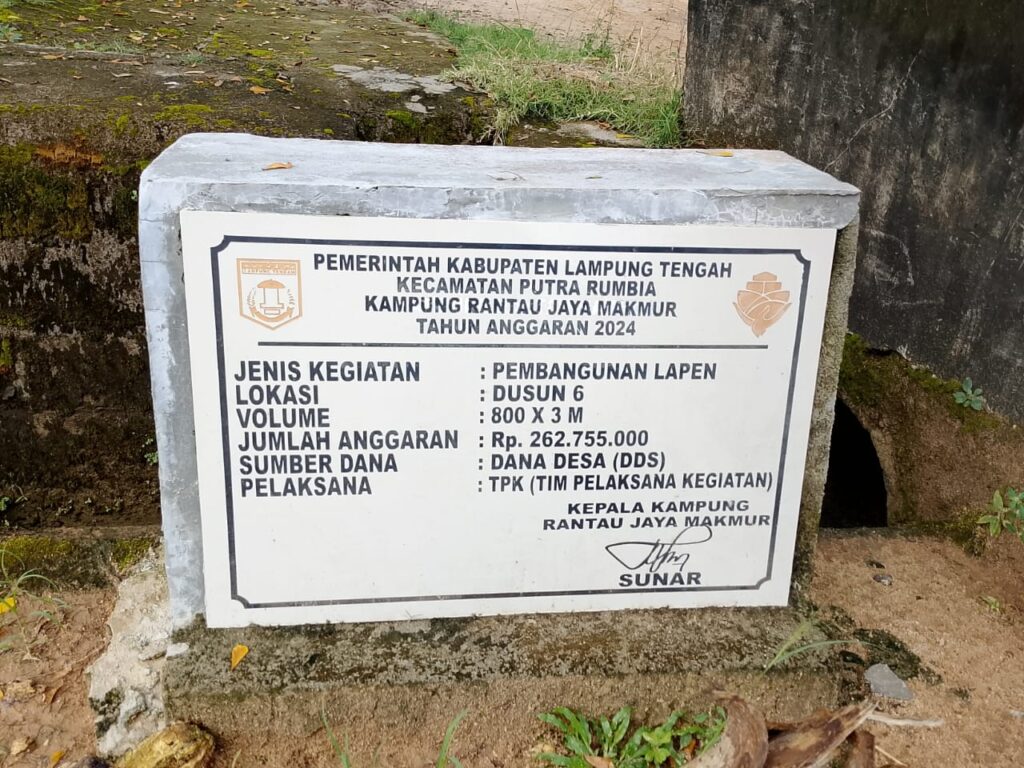 LAMPUNG TENGAH
PEMERINTAH KABUPATEN LAMPUNG TENGAH
KECAMATAN PUTRA RUMBIA
KAMPUNG RANTAU JAYA MAKMUR
TAHUN ANGGARAN 2024
JENIS KEGIATAN : PEMBANGUNAN LAPEN
LOKASI : DUSUN 6
VOLUME : 800 X 3 M
JUMLAH ANGGARAN : Rp. 262.755.000
SUMBER DANA : DANA DESA (DDS)
PELAKSANA : TPK (TIM PELAKSANA KEGIATAN)
KEPALA KAMPUNG
RANTAU JAYA MAKMUR
SUNAR